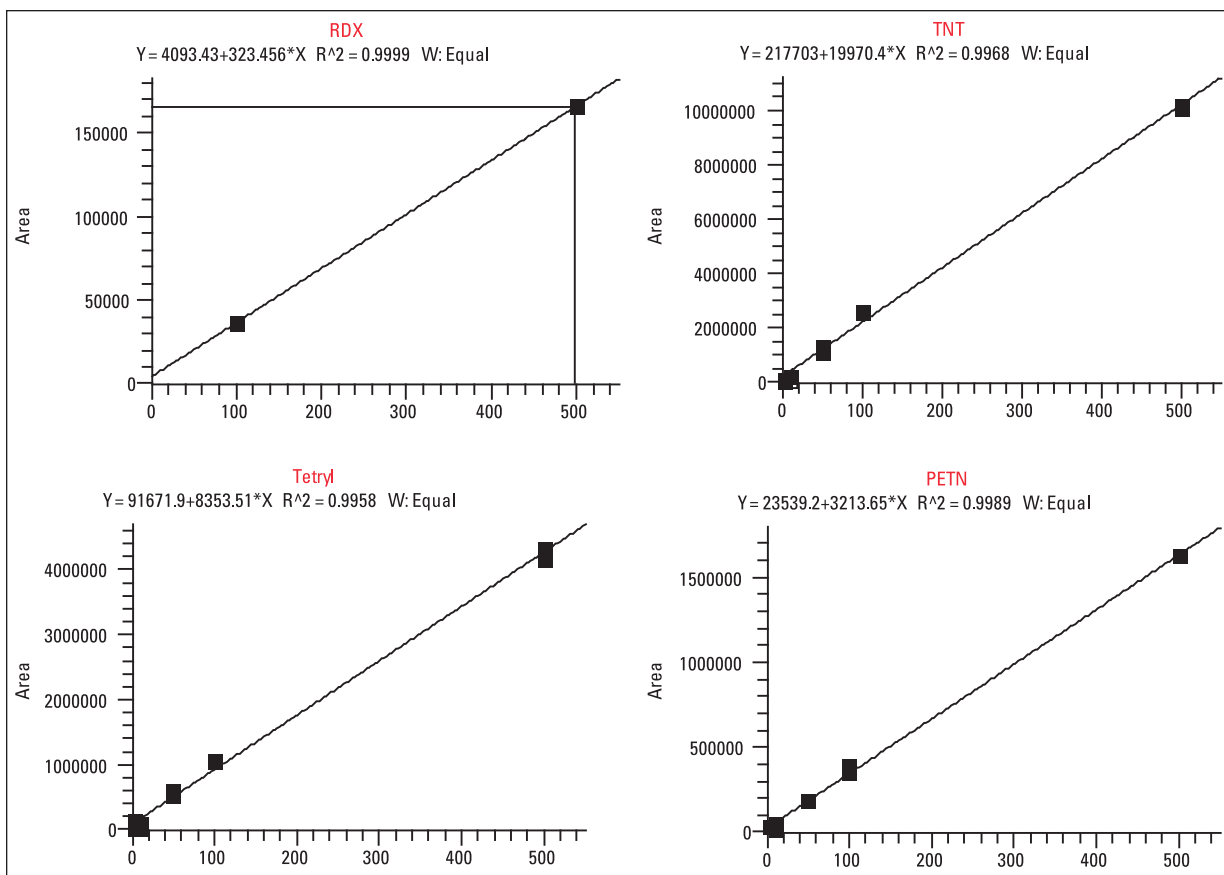 RDX
Y = 4093.43+323.456*X R^2 = 0.9999 W: Equal
150000
100000
50000
0
Area
0 100 200 300 400 500
TNT
Y = 217703+19970.4*X R^2 = 0.9968 W: Equal
10000000
8000000
6000000
4000000
2000000
0
Area
0 100 200 300 400 500
Tetryl
Y = 91671.9+8353.51*X R^2 = 0.9958 W: Equal
4000000
3000000
2000000
1000000
0
Area
0 100 200 300 400 500
PETN
Y = 23539.2+3213.65*X R^2 = 0.9989 W: Equal
1500000
1000000
500000
0
Area
0 100 200 300 400 500